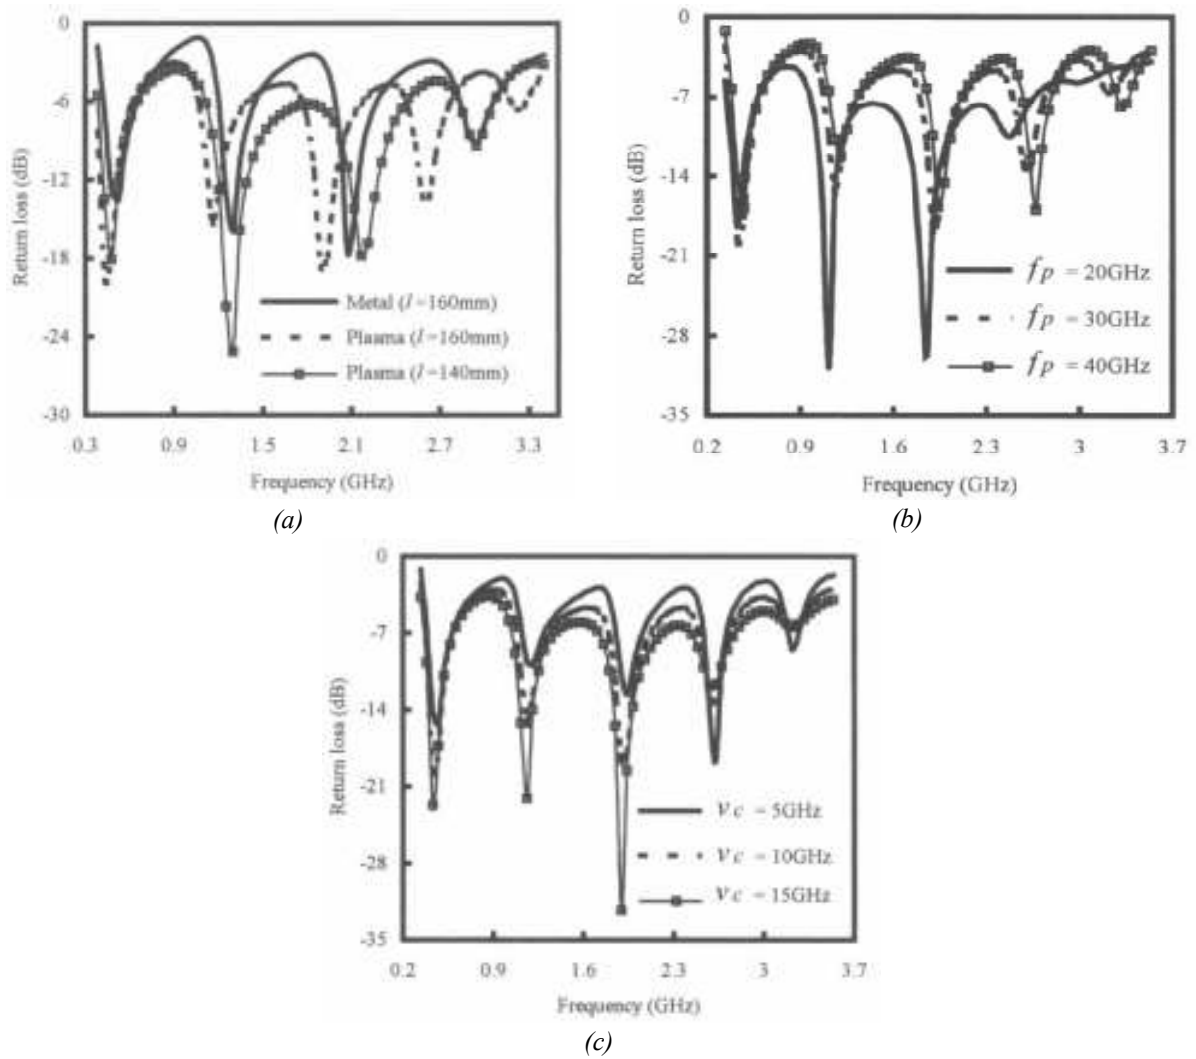 0
-6
-12
-18
-24
-30
Return loss (dB)
Metal (l=160mm)
Plasma (l=160mm)
Plasma (l=140mm)
0.3 0.9 1.5 2.1 2.7 3.3
Frequency (GHz)
(a)
0
-7
-14
-21
-28
-35
Return loss (dB)
fp = 20GHz
fp = 30GHz
fp = 40GHz
0.2 0.9 1.6 2.3 3 3.7
Frequency (GHz)
(b)
0
-7
-14
-21
-28
-35
Return loss (dB)
vc = 5GHz
vc = 10GHz
vc = 15GHz
0.2 0.9 1.6 2.3 3 3.7
Frequency (GHz)
(c)